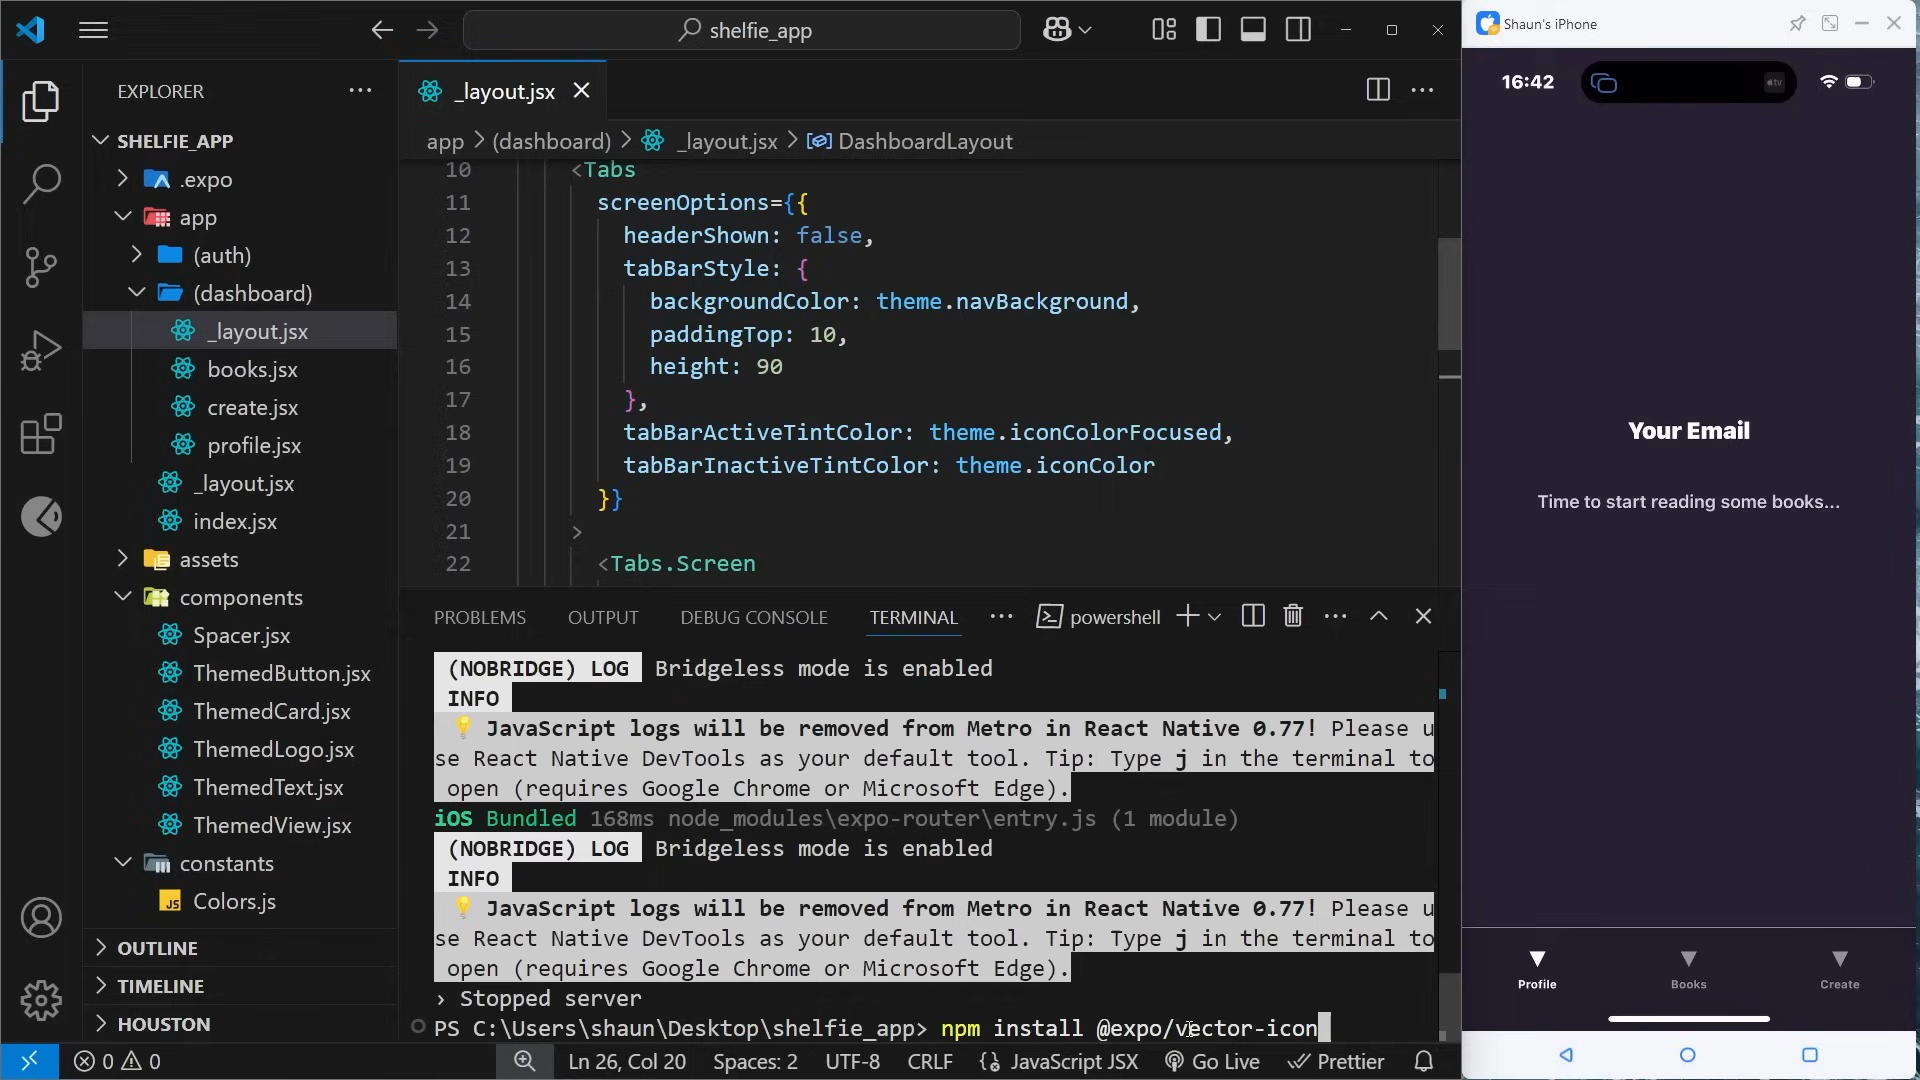 shelfie_app
Shaun's iPhone
EXPLORER
SHELFIE_APP
.expo
app
(auth)
(dashboard)
_layout.jsx
books.jsx
create.jsx
profile.jsx
_layout.jsx
index.jsx
assets
components
Spacer.jsx
ThemedButton.jsx
ThemedCard.jsx
ThemedLogo.jsx
ThemedText.jsx
ThemedView.jsx
constants
Colors.js
OUTLINE
TIMELINE
HOUSTON
_layout.jsx
app > (dashboard) > _layout.jsx > DashboardLayout
10 <Tabs
11 screenOptions={{
12 headerShown: false,
13 tabBarStyle: {
14 backgroundColor: theme.navBackground,
15 paddingTop: 10,
16 height: 90
17 },
18 tabBarActiveTintColor: theme.iconColorFocused,
19 tabBarInactiveTintColor: theme.iconColor
20 }}
21 >
22 <Tabs.Screen
PROBLEMS OUTPUT DEBUG CONSOLE TERMINAL powershell
(NOBRIDGE) LOG Bridgeless mode is enabled
INFO
💡 JavaScript logs will be removed from Metro in React Native 0.77! Please u
se React Native DevTools as your default tool. Tip: Type j in the terminal to
open (requires Google Chrome or Microsoft Edge).
iOS Bundled 168ms node_modules\expo-router\entry.js (1 module)
(NOBRIDGE) LOG Bridgeless mode is enabled
INFO
💡 JavaScript logs will be removed from Metro in React Native 0.77! Please u
se React Native DevTools as your default tool. Tip: Type j in the terminal to
open (requires Google Chrome or Microsoft Edge).
› Stopped server
PS C:\Users\shaun\Desktop\shelfie_app> npm install @expo/vector-icon
0 0 Ln 26, Col 20 Spaces: 2 UTF-8 CRLF {} JavaScript JSX Go Live Prettier
16:42
tv
Your Email
Time to start reading some books...
Profile Books Create